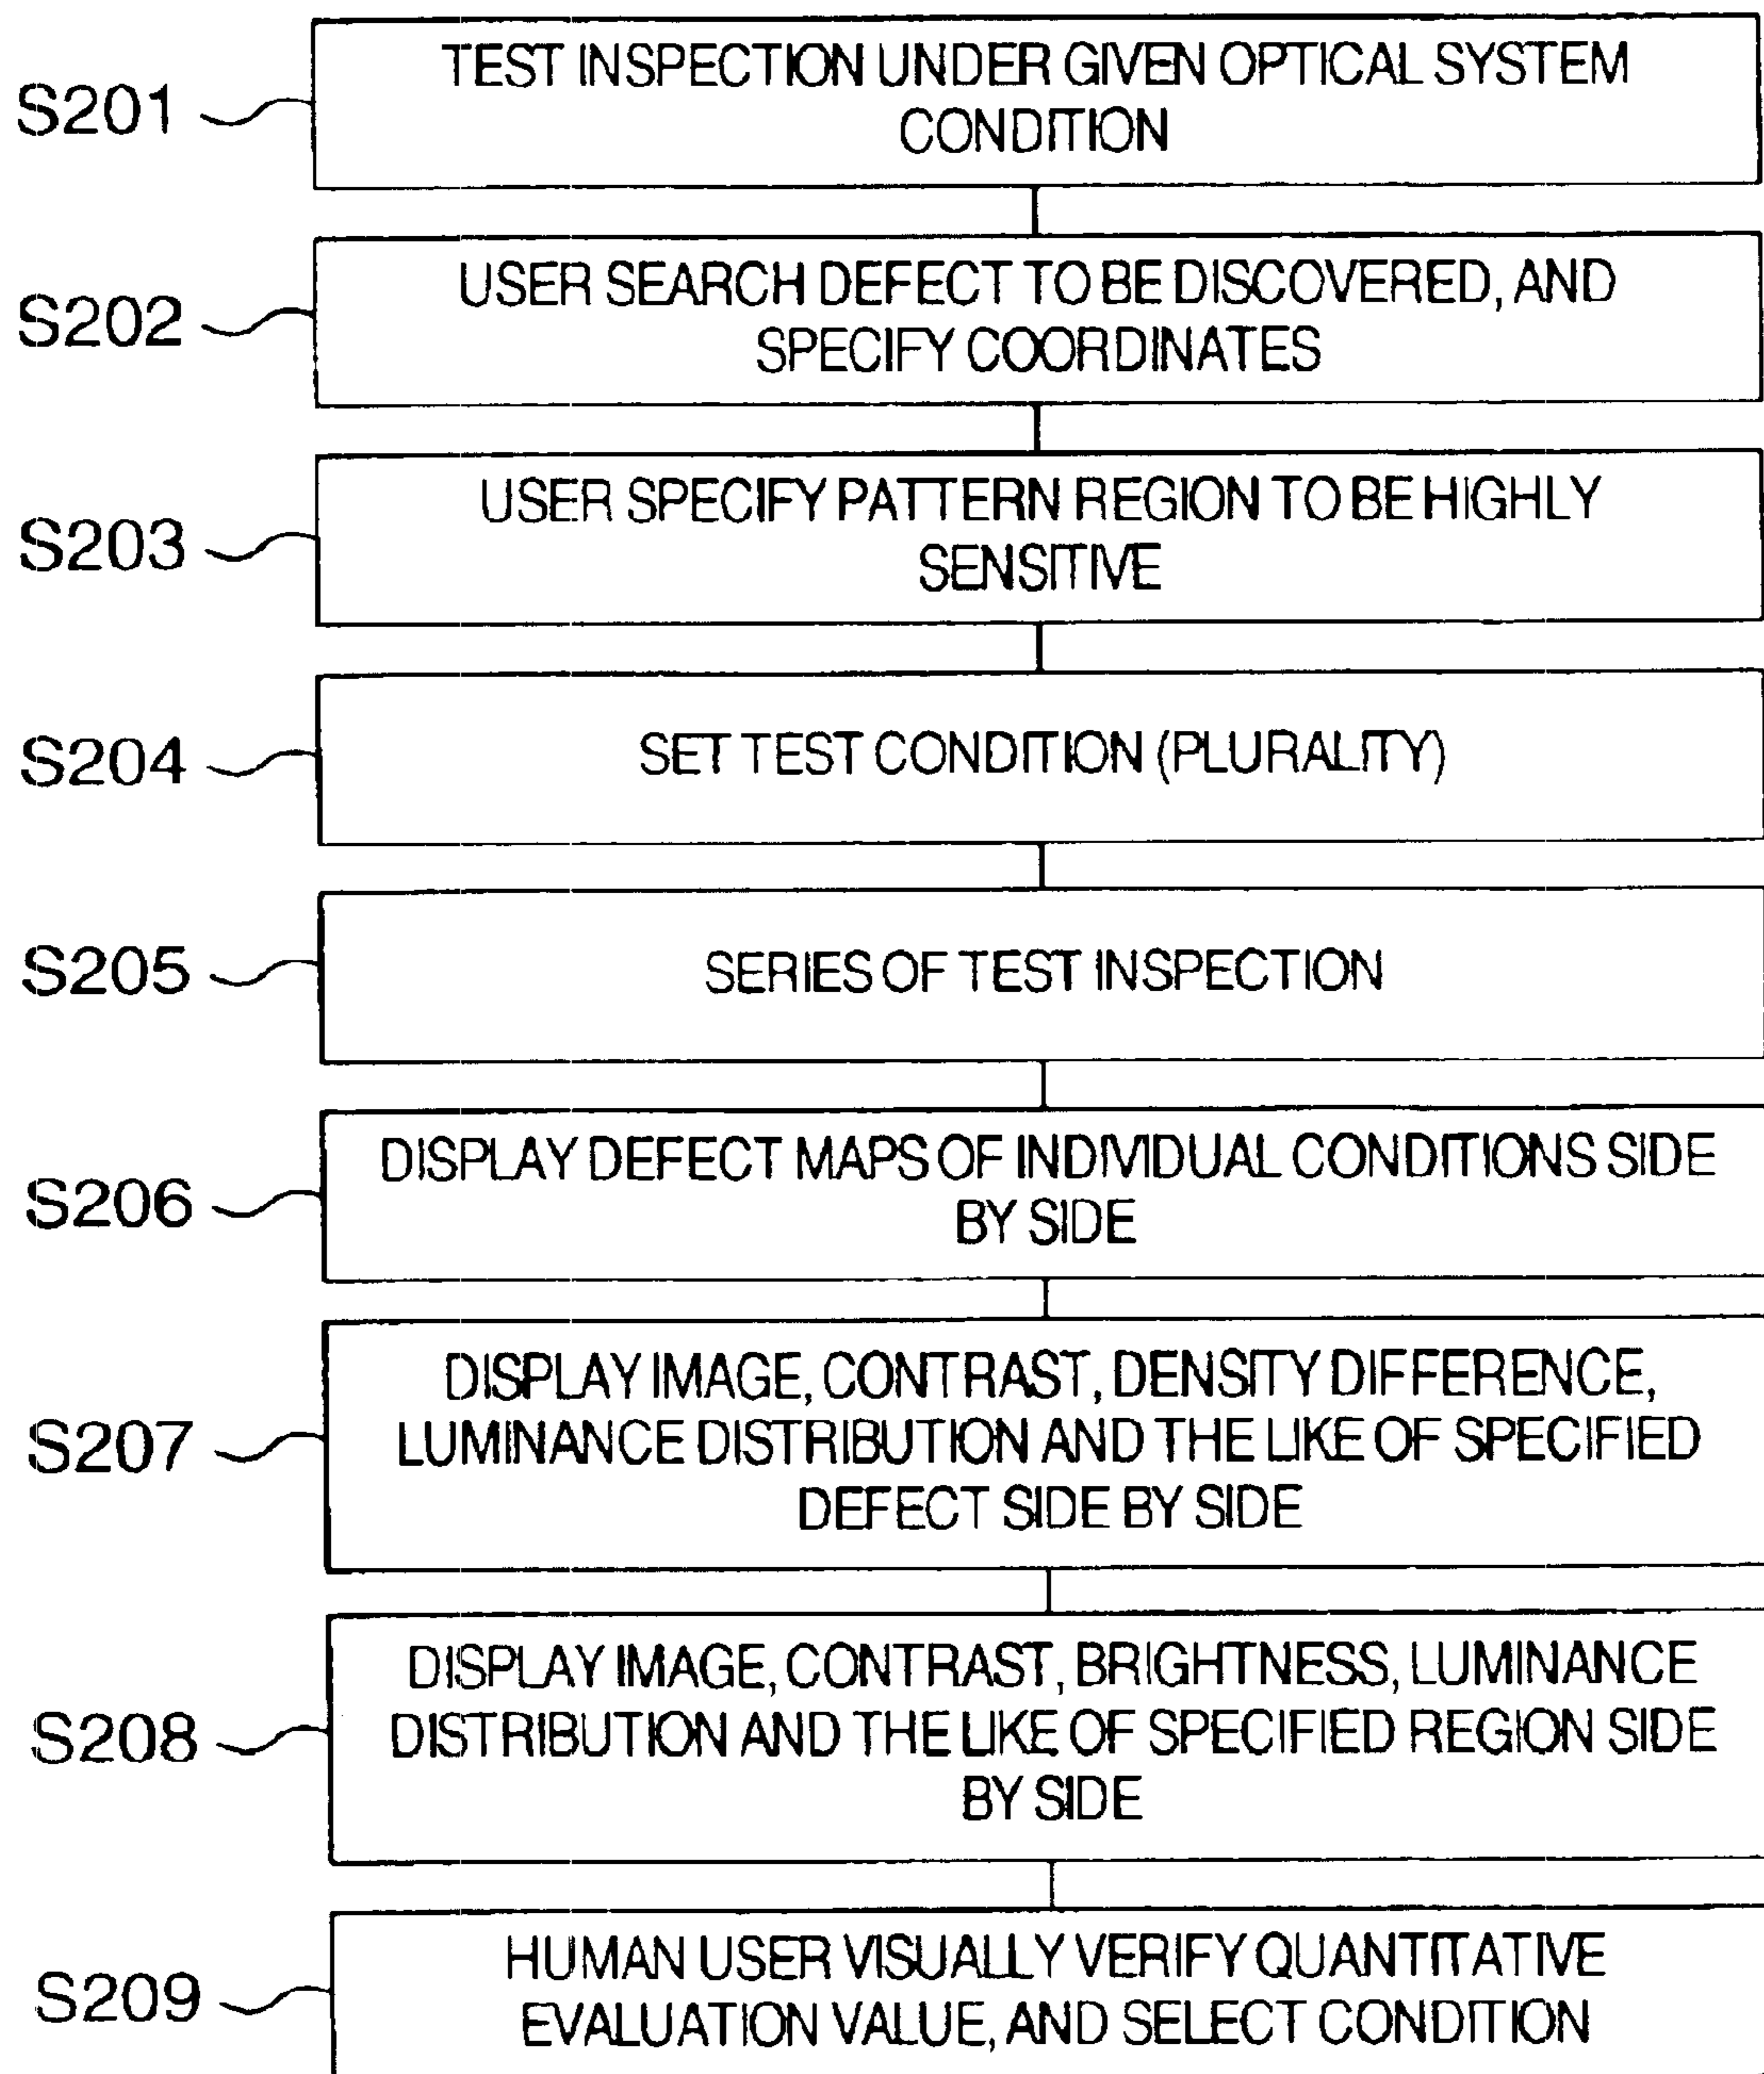 S201
TEST INSPECTION UNDER GIVEN OPTICAL SYSTEM
CONDITION
S202
USER SEARCH DEFECT TO BE DISCOVERED, AND
SPECIFY COORDINATES
S203
USER SPECIFY PATTERN REGION TO BE HIGHLY
SENSITIVE
S204
SET TEST CONDITION (PLURALITY)
S205
SERIES OF TEST INSPECTION
S206
DISPLAY DEFECT MAPS OF INDIVIDUAL CONDITIONS SIDE
BY SIDE
S207
DISPLAY IMAGE, CONTRAST, DENSITY DIFFERENCE,
LUMINANCE DISTRIBUTION AND THE LIKE OF SPECIFIED
DEFECT SIDE BY SIDE
S208
DISPLAY IMAGE, CONTRAST, BRIGHTNESS, LUMINANCE
DISTRIBUTION AND THE LIKE OF SPECIFIED REGION SIDE
BY SIDE
S209
HUMAN USER VISUALLY VERIFY QUANTITATIVE
EVALUATION VALUE, AND SELECT CONDITION